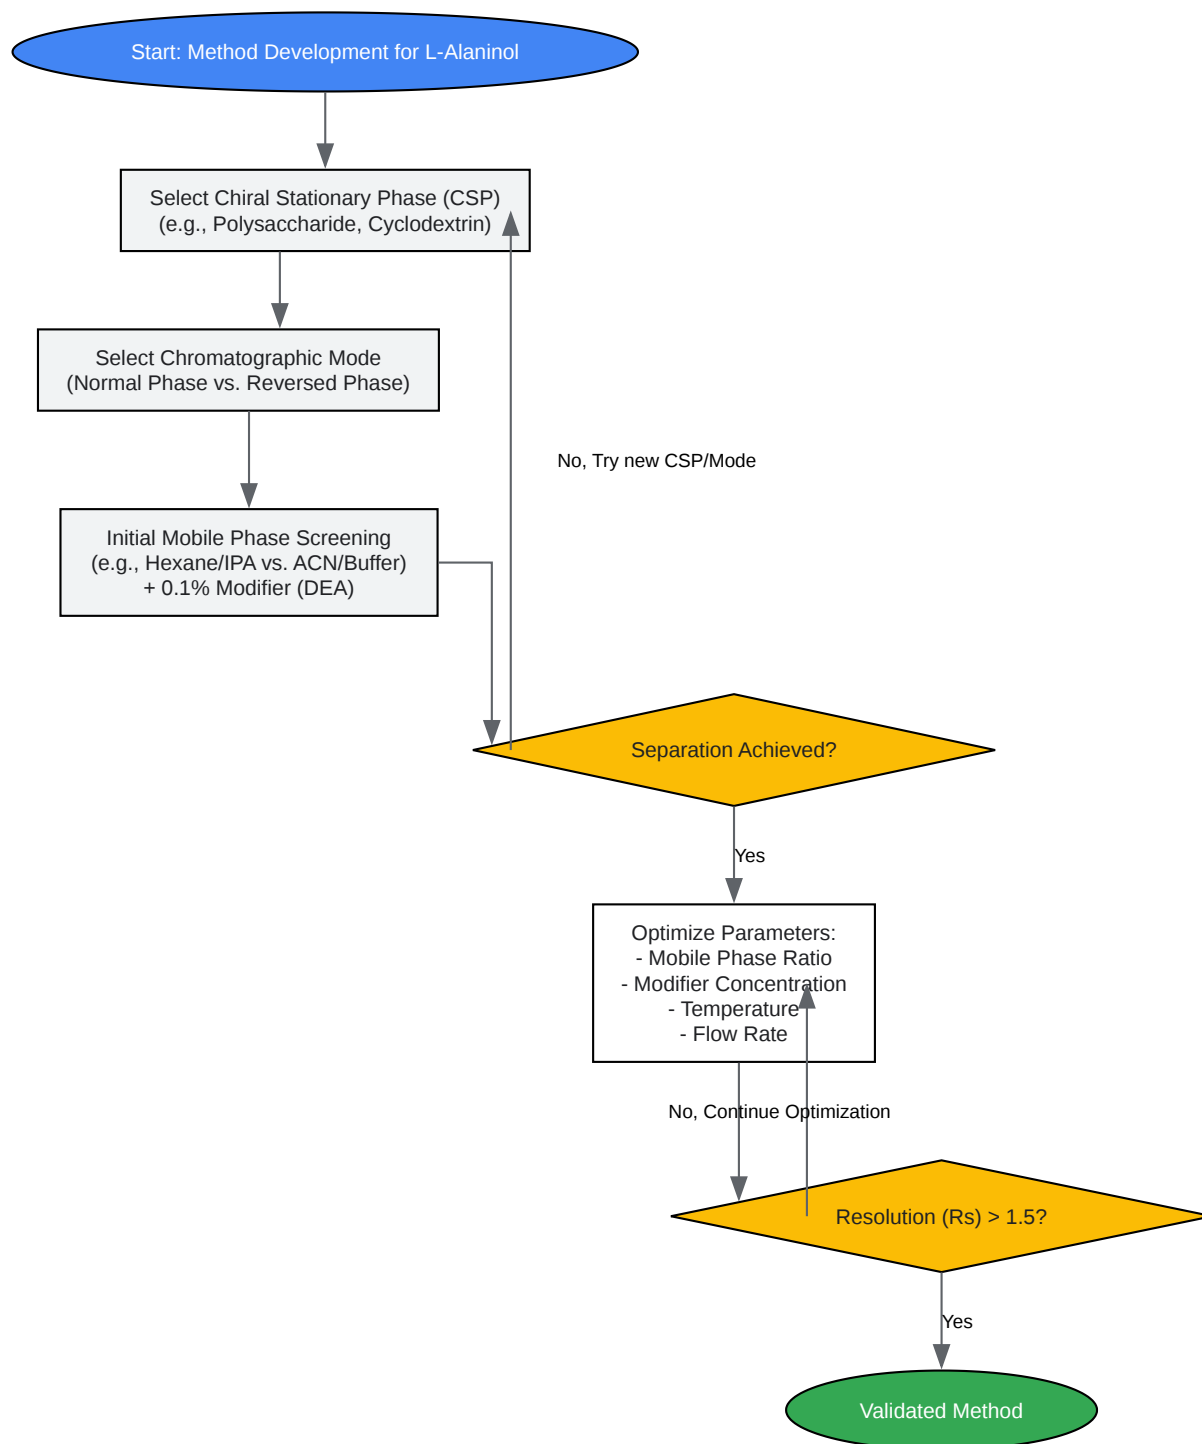 Start: Method Development for L-Alaninol
Select Chiral Stationary Phase (CSP)
(e.g., Polysaccharide, Cyclodextrin)
Select Chromatographic Mode
(Normal Phase vs. Reversed Phase)
No, Try new CSP/Mode
Initial Mobile Phase Screening
(e.g., Hexane/IPA vs. ACN/Buffer)
+ 0.1% Modifier (DEA)
Separation Achieved?
Yes
Optimize Parameters:
- Mobile Phase Ratio
- Modifier Concentration
- Temperature
- Flow Rate
No, Continue Optimization
Resolution (Rs) > 1.5?
Yes
Validated Method